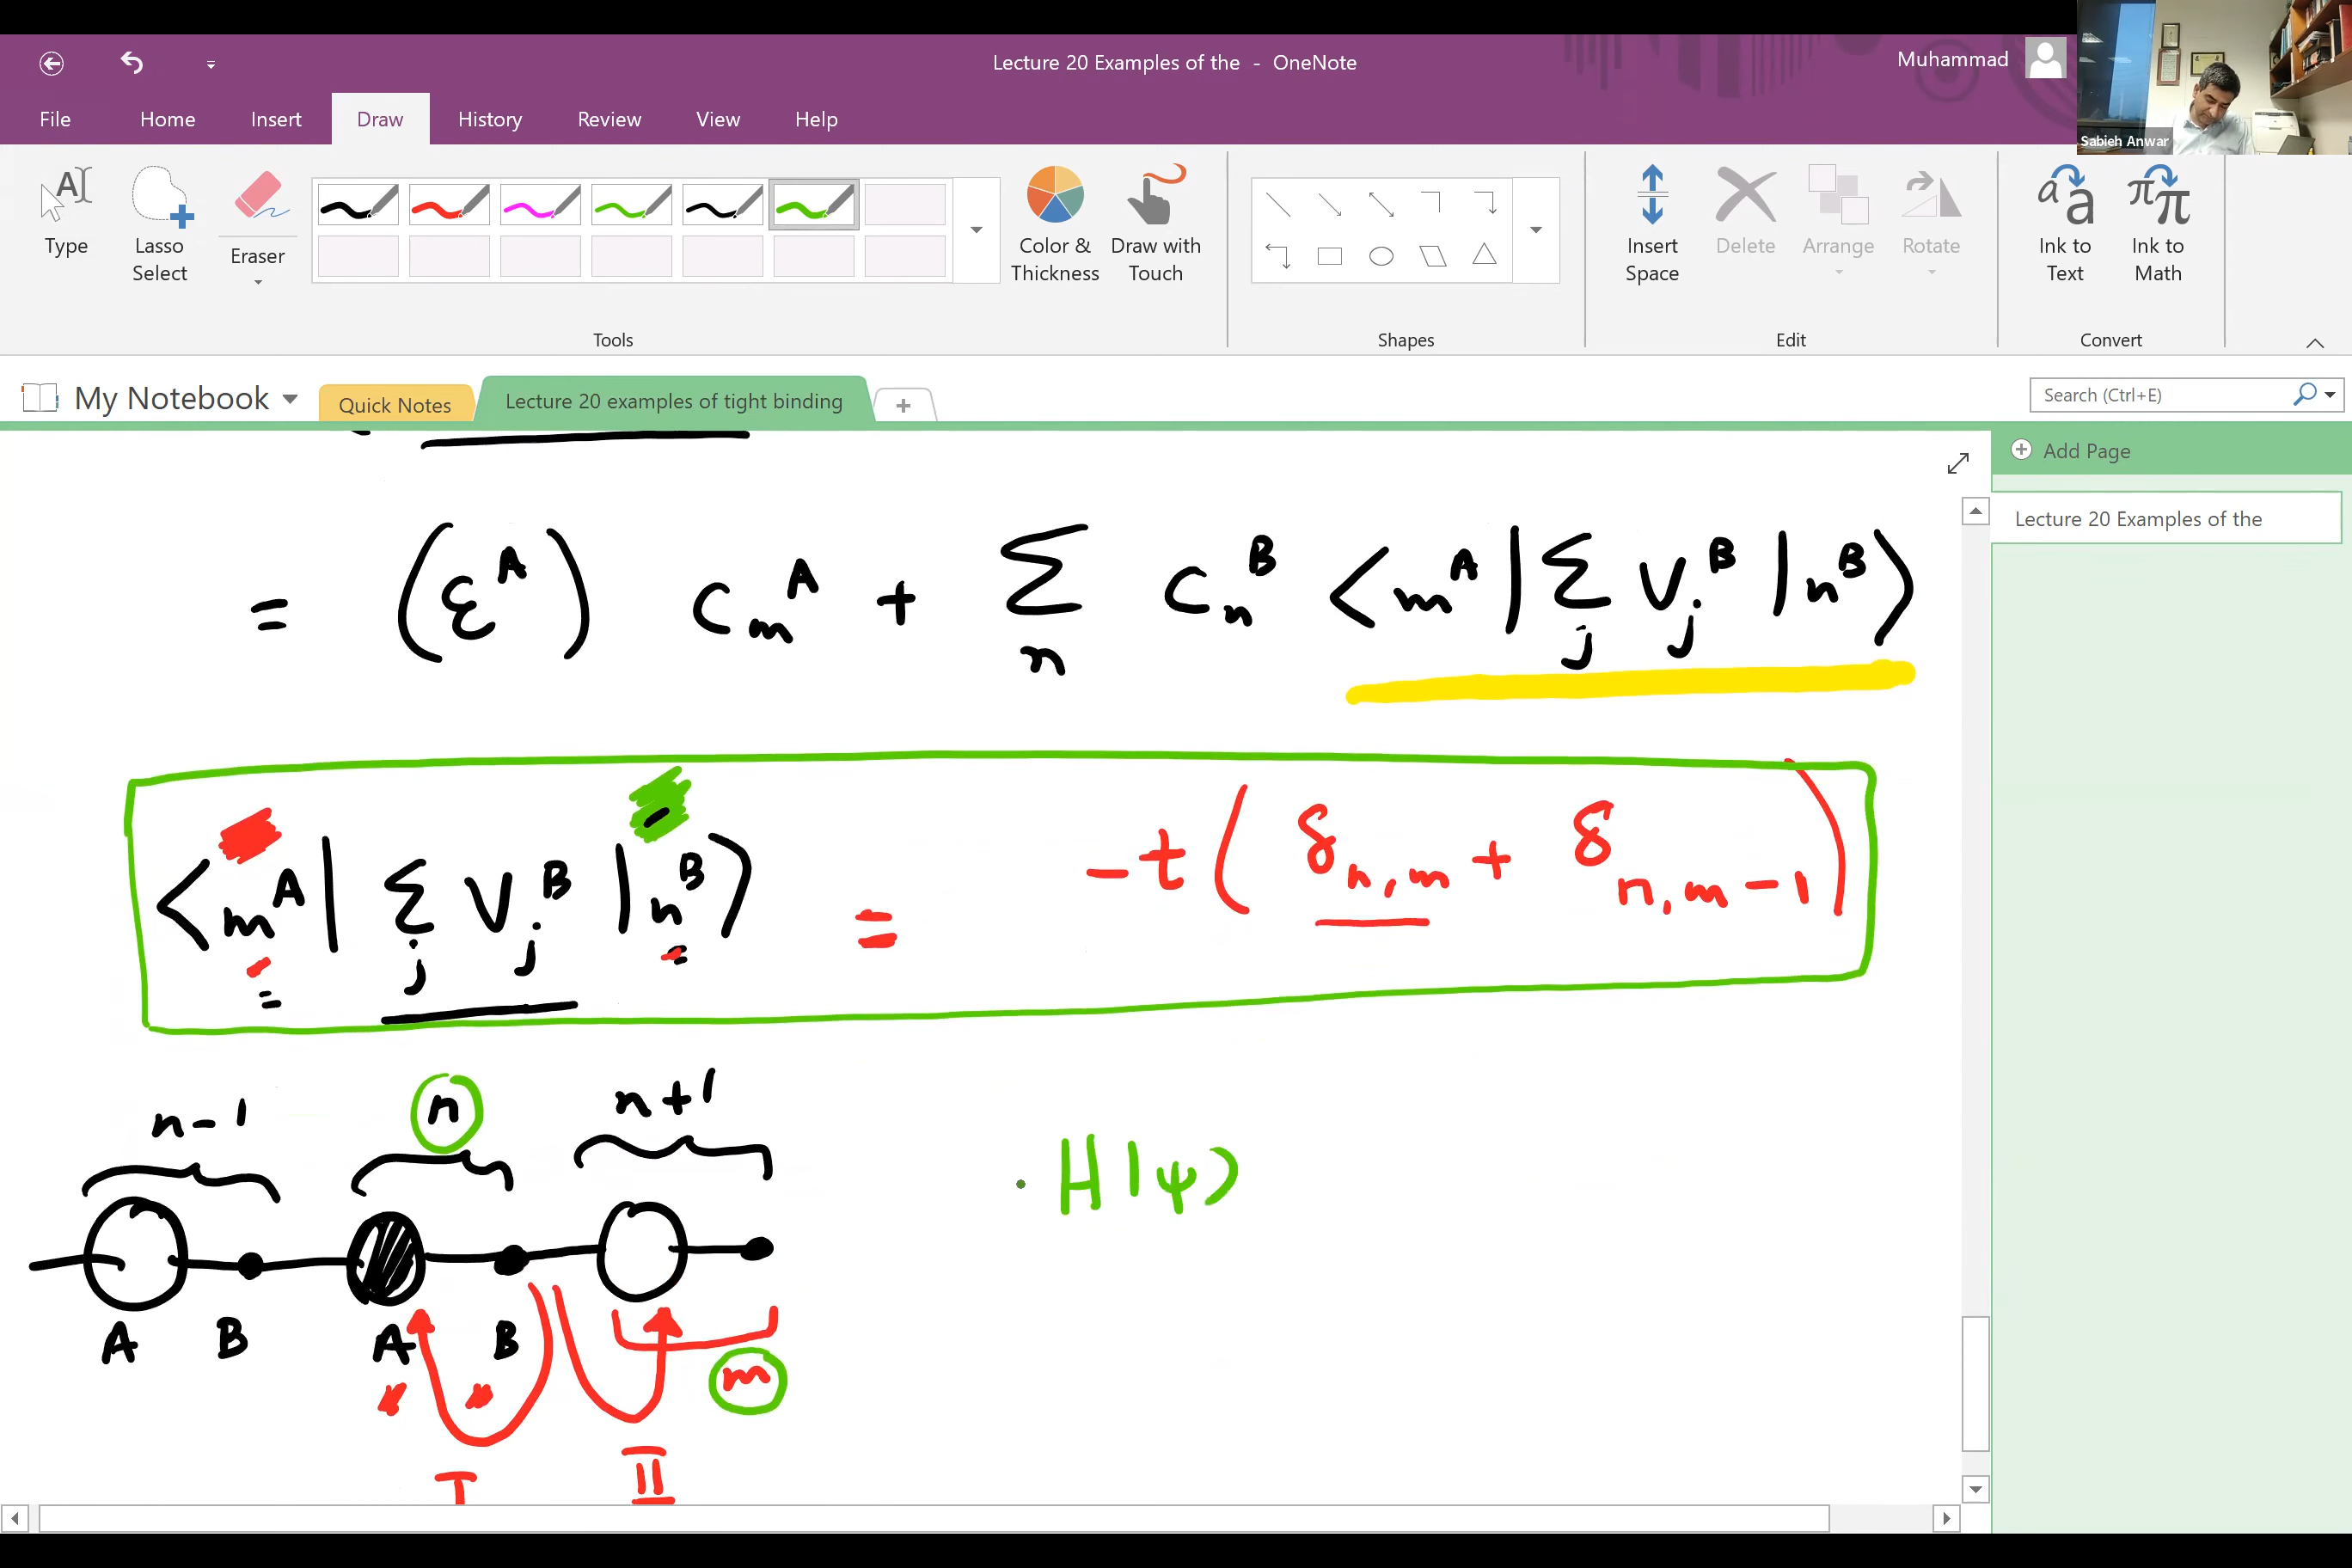 Lecture 20 Examples of the - OneNote
Muhammad
Sabieh Anwar
File Home Insert Draw History Review View Help
Type
Lasso Select
Eraser
Color & Thickness
Draw with Touch
Insert Space
Delete
Arrange
Rotate
Ink to Text
Ink to Math
Tools
Shapes
Edit
Convert
My Notebook
Quick Notes
Lecture 20 examples of tight binding
Search (Ctrl+E)
Add Page
Lecture 20 Examples of the
= (ε^A) c_m^A + Σ_n c_n^B <m^A| Σ_j V_j^B |n^B>
<m^A| Σ_j V_j^B |n^B> = -t(δ_{n,m} + δ_{n,m-1})
n-1 n n+1
H|ψ>
A B A B
m
I II